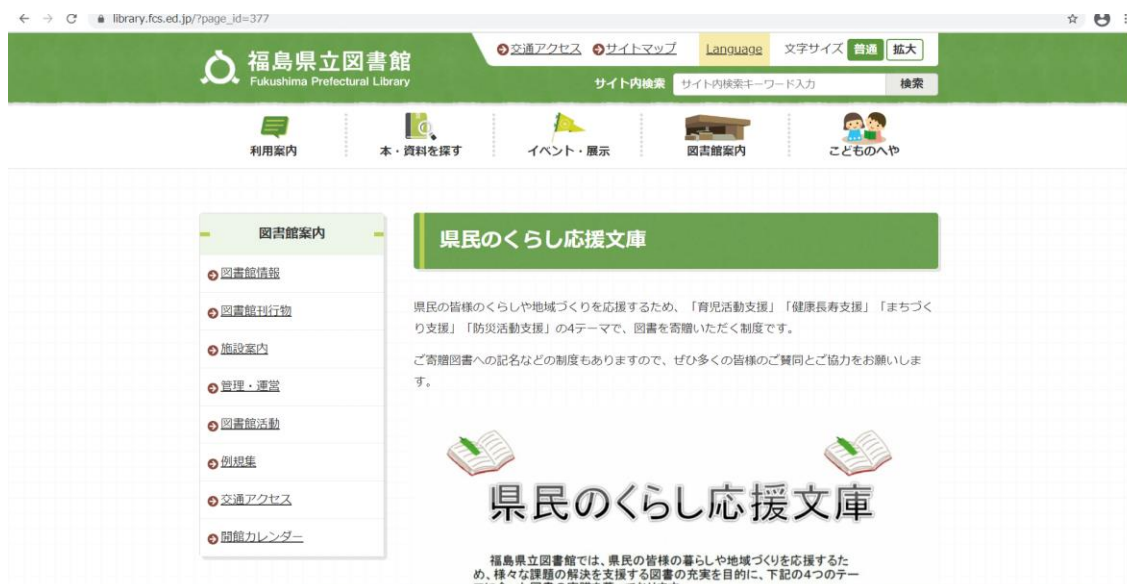 library.fcs.ed.jp/?page_id=377
福島県立図書館
Fukushima Prefectural Library
交通アクセス サイトマップ Language 文字サイズ 普通 拡大
サイト内検索 サイト内検索キーワード入力 検索
利用案内 本・資料を探す イベント・展示 図書館案内 こどものへや
図書館案内
図書館情報
図書館刊行物
施設案内
管理・運営
図書館活動
例規集
交通アクセス
開館カレンダー
県民のくらし応援文庫
県民の皆様のくらしや地域づくりを応援するため、「育児活動支援」「健康長寿支援」「まちづく
り支援」「防災活動支援」の4テーマで、図書を寄贈いただく制度です。
ご寄贈図書への記名などの制度もありますので、ぜひ多くの皆様のご賛同とご協力をお願いしま
す。
県民のくらし応援文庫
福島県立図書館では、県民の皆様の暮らしや地域づくりを応援するた
め、様々な課題の解決を支援する図書の充実を目的に、下記の4つのテー